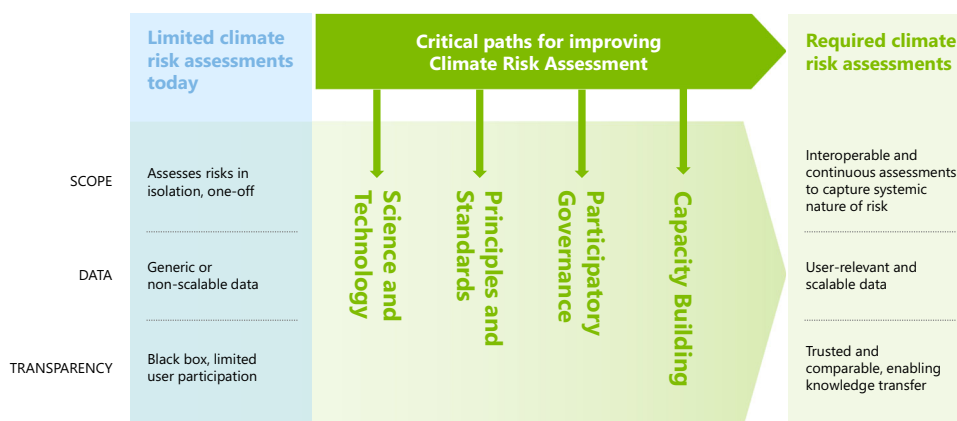 Limited climate
risk assessments
today
Critical paths for improving
Climate Risk Assessment
Required climate
risk assessments
SCOPE
Assesses risks in
isolation, one-off
Interoperable and
continuous assessments
to capture systemic
nature of risk
DATA
Generic or
non-scalable data
User-relevant and
scalable data
TRANSPARENCY
Black box, limited
user participation
Trusted and
comparable, enabling
knowledge transfer
Science and
Technology
Principles and
Standards
Participatory
Governance
Capacity Building